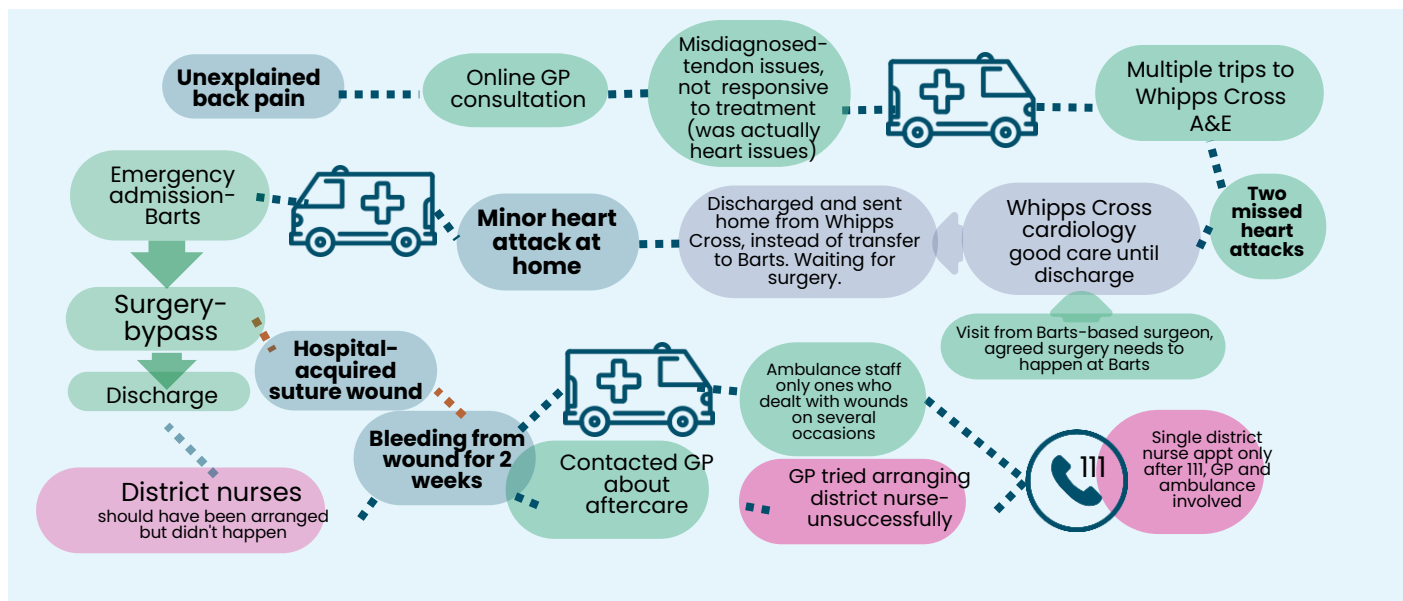 Unexplained
back pain
Online GP
consultation
Misdiagnosed-
tendon issues,
not responsive
to treatment
(was actually
heart issues)
Multiple trips to
Whipps Cross
A&E
Two
missed
heart
attacks
Whipps Cross
cardiology
good care until
discharge
Visit from Barts-based surgeon,
agreed surgery needs to
happen at Barts
Discharged and sent
home from Whipps
Cross, instead of transfer
to Barts. Waiting for
surgery.
Minor heart
attack at
home
Emergency
admission-
Barts
Surgery-
bypass
Discharge
Hospital-
acquired
suture wound
Bleeding from
wound for 2
weeks
District nurses
should have been arranged
but didn't happen
Ambulance staff
only ones who
dealt with wounds
on several
occasions
Contacted GP
about
aftercare
GP tried arranging
district nurse-
unsuccessfully
111
Single district
nurse appt only
after 111, GP and
ambulance
involved